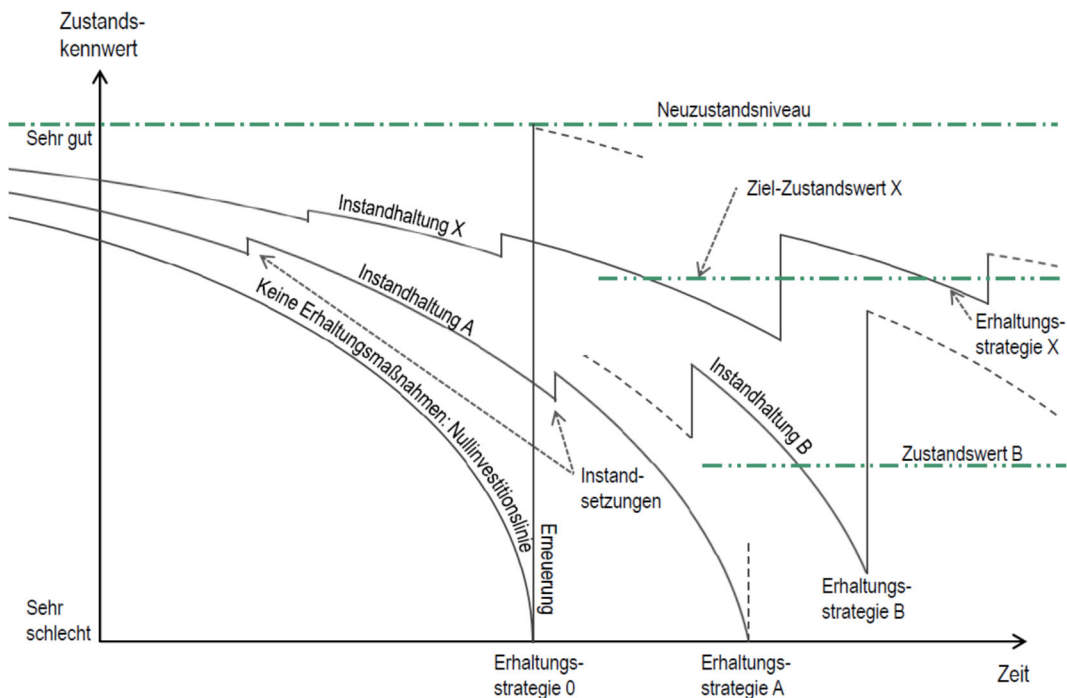 Zustands-
kennwert
Neuzustandsniveau
Sehr gut
Ziel-Zustandswert X
Instandhaltung X
Instandhaltung A
Keine Erhaltungsmaßnahmen: Nullinvestitionslinie
Erhaltungs-
strategie X
Instandhaltung B
Zustandswert B
Instand-
setzungen
Erneuerung
Erhaltungs-
strategie B
Sehr
schlecht
Erhaltungs-
strategie 0
Erhaltungs-
strategie A
Zeit